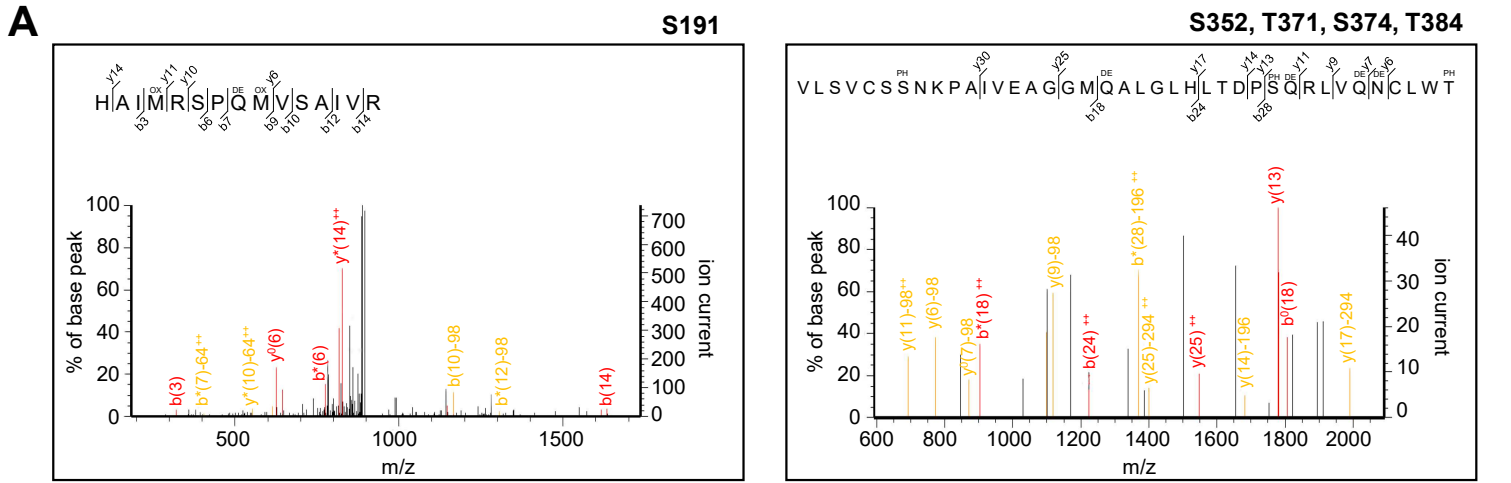 A
S191
y14 y11 y10 y6
OX DE OX
HAIMRSPQMVSAIVR
b3 b6 b7 b9 b10 b12 b14
% of base peak
100
80
60
40
20
0
b(3)
b*(7)-64++
y*(10)-64++
y0(6)
b*(6)
y*(14)++
b(10)-98
b*(12)-98
b(14)
700
600
500
400
300
200
100
0
ion current
500 1000 1500
m/z
S352, T371, S374, T384
y30 y25 y17 y14 y13 y11 y9 y7 y6
PH DE PH DE DE DE PH
VLSVCSSNKPAIVEAGGMQALGLHLTDPSQRLVQNCLWT
b18 b24 b28
% of base peak
100
80
60
40
20
0
y(11)-98++
y(6)-98
y0(7)-98
b*(18)++
y(9)-98
b(24)++
b*(28)-196++
y(25)-294++
y(25)++
y(14)-196
y(13)
b0(18)
y(17)-294
40
30
20
10
0
ion current
600 800 1000 1200 1400 1600 1800 2000
m/z